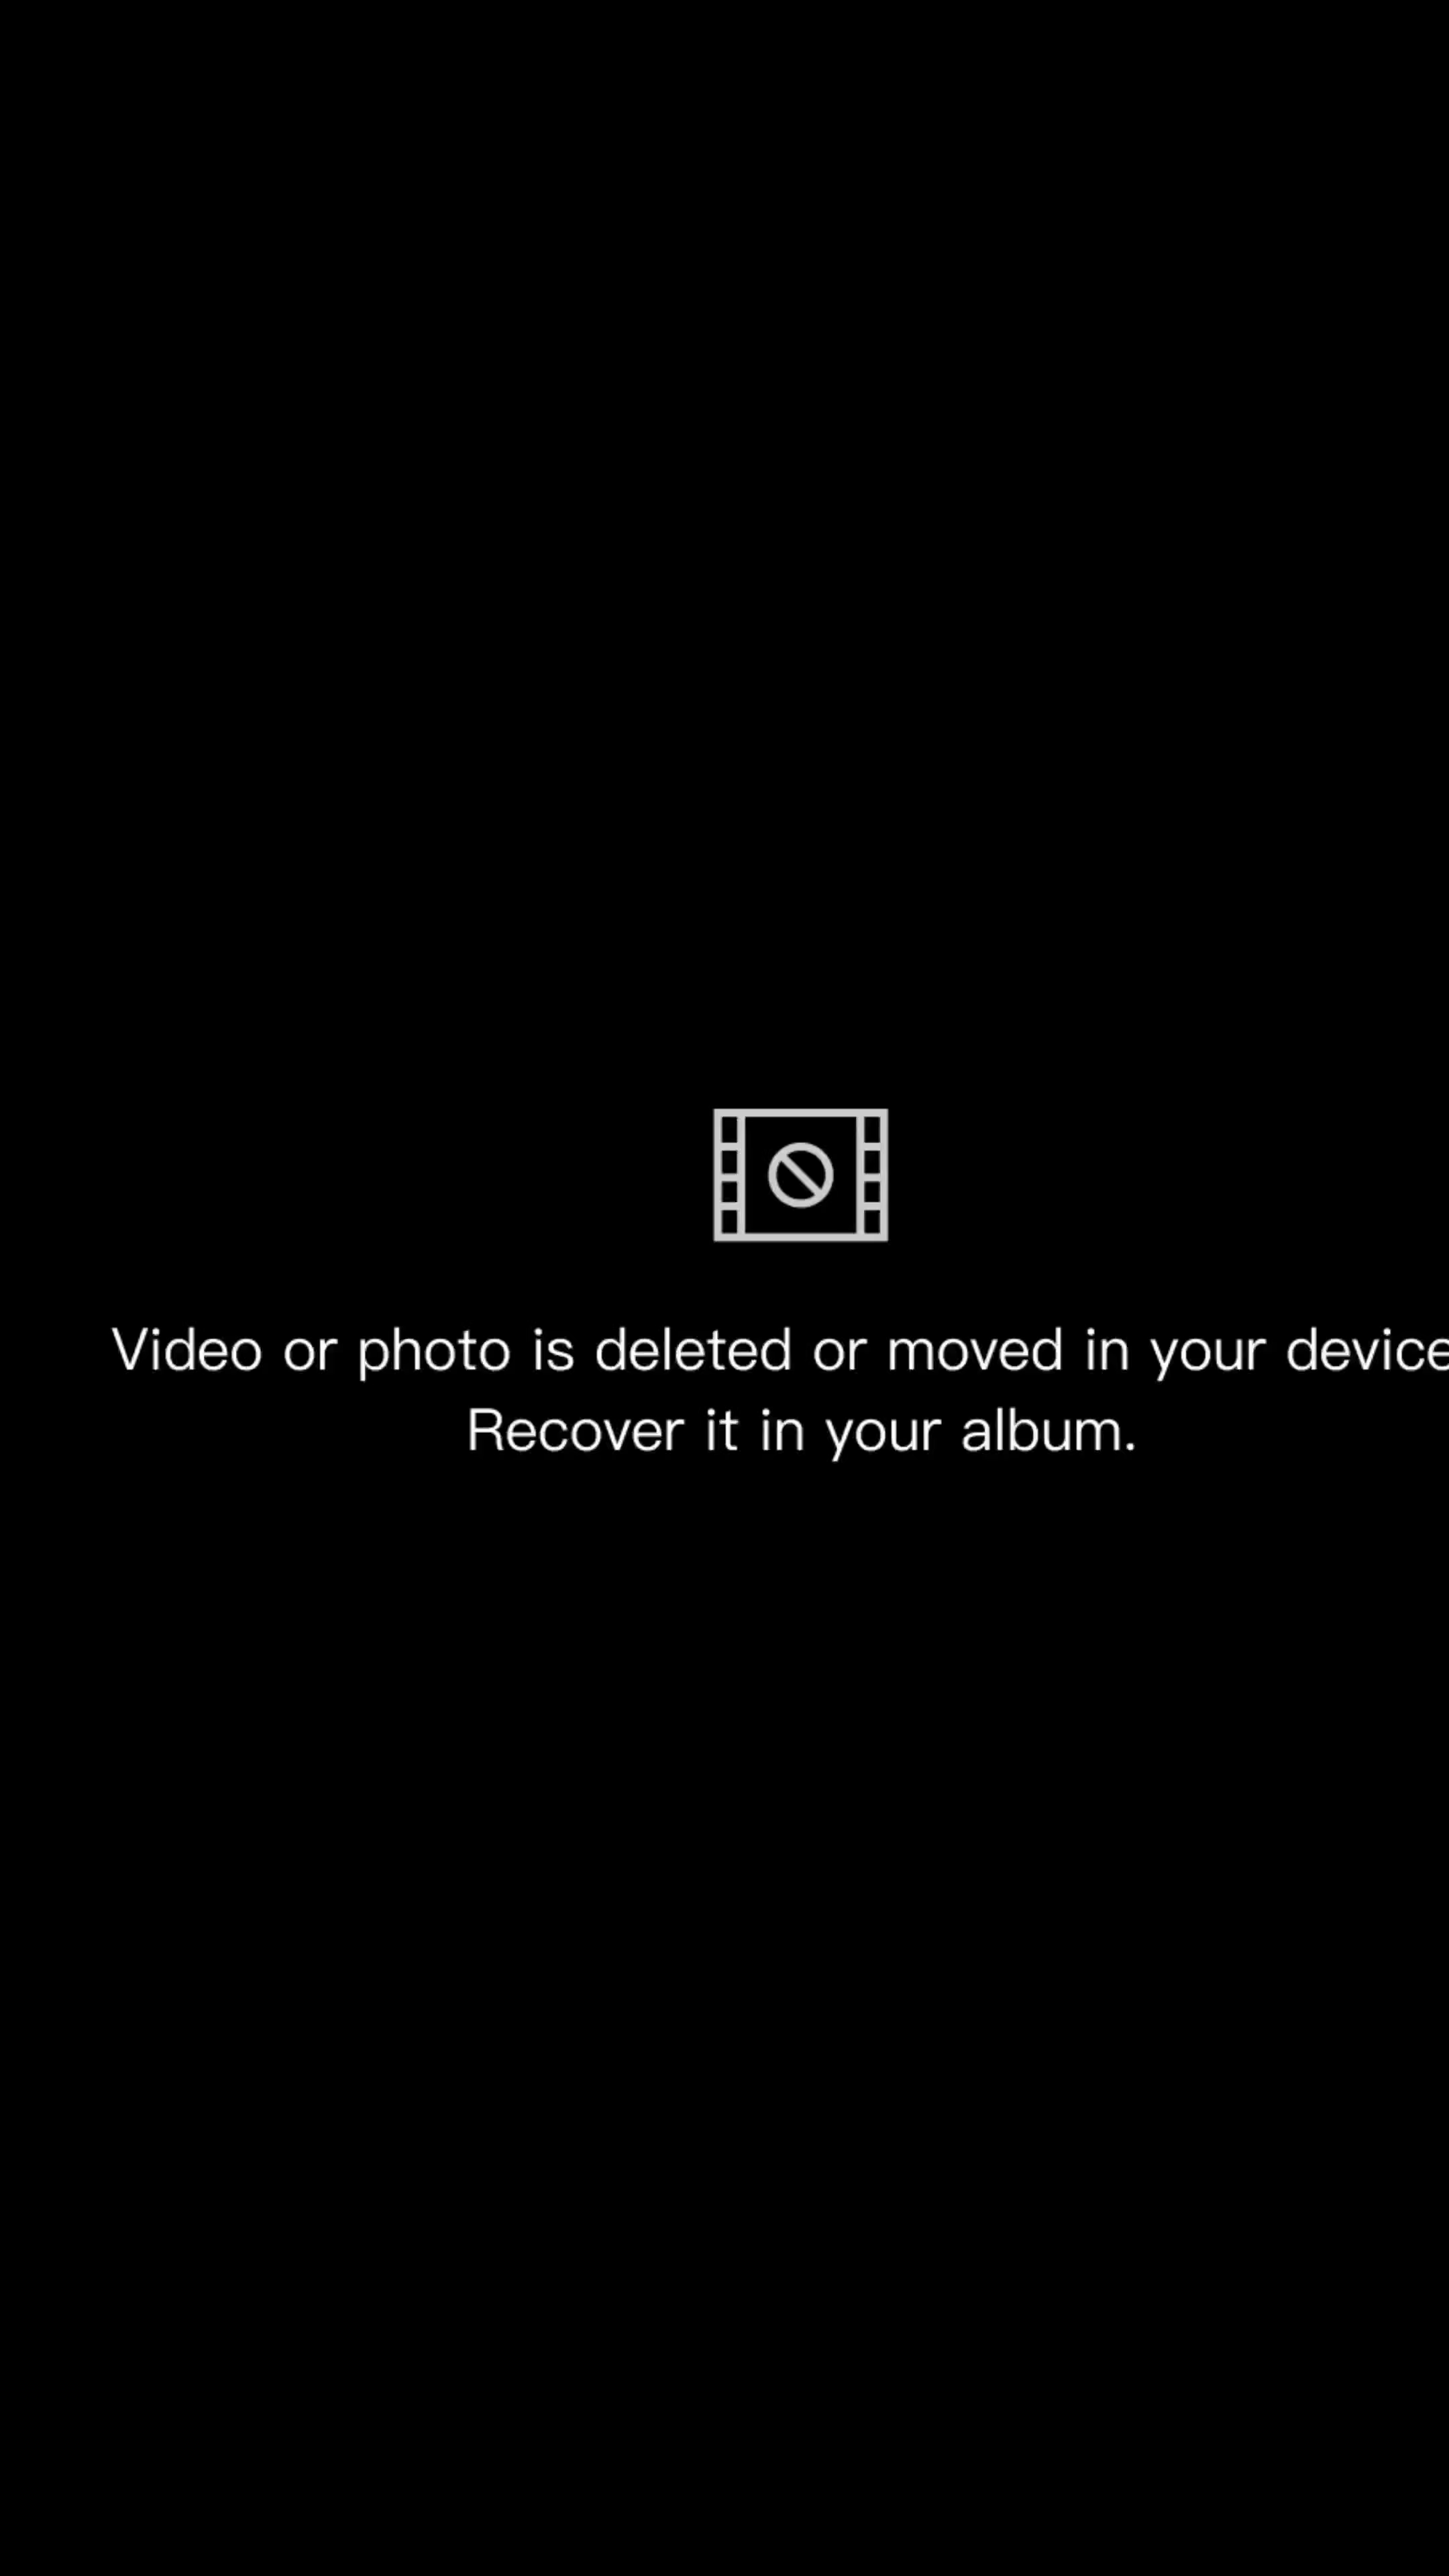 Video or photo is deleted or moved in your device
Recover it in your album.